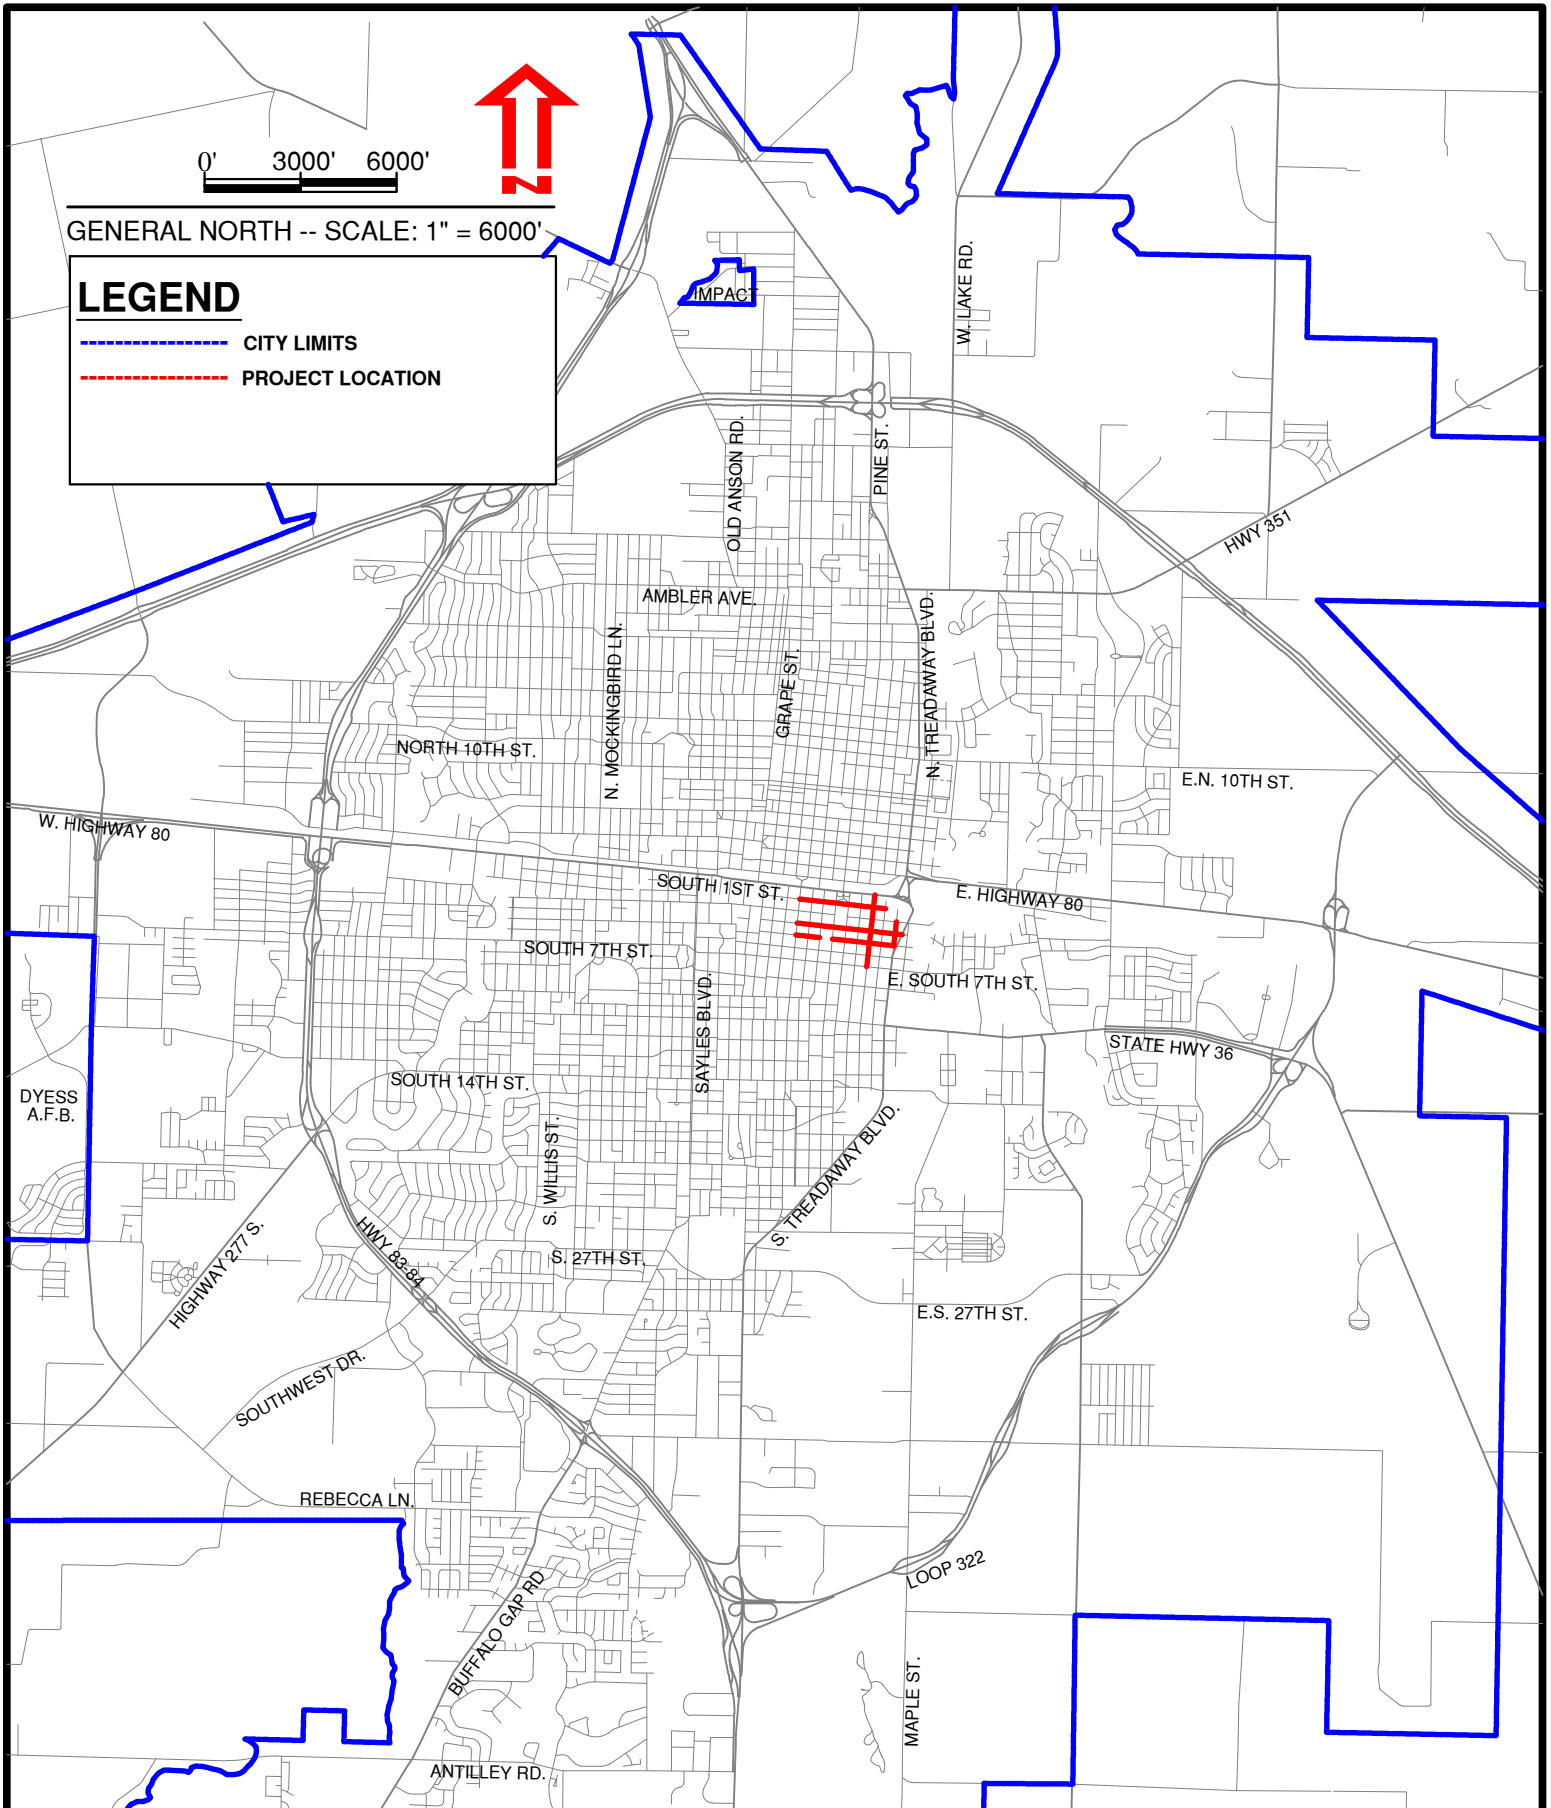 N
0' 3000' 6000'
GENERAL NORTH -- SCALE: 1" = 6000'
LEGEND
CITY LIMITS
PROJECT LOCATION
IMPACT
W. LAKE RD.
OLD ANSON RD.
PINE ST.
HWY 351
AMBLER AVE.
N. MOCKINGBIRD LN.
GRAPE ST.
N. TREADAWAY BLVD.
NORTH 10TH ST.
E.N. 10TH ST.
W. HIGHWAY 80
SOUTH 1ST ST.
E. HIGHWAY 80
SOUTH 7TH ST.
E. SOUTH 7TH ST.
SAYLES BLVD.
STATE HWY 36
DYESS
A.F.B.
SOUTH 14TH ST.
S. WILLIS ST.
S. TREADAWAY BLVD.
HIGHWAY 277 S.
HWY 83-84
S. 27TH ST.
E.S. 27TH ST.
SOUTHWEST DR.
REBECCA LN.
LOOP 322
BUFFALO GAP RD
MAPLE ST.
ANTILLEY RD.